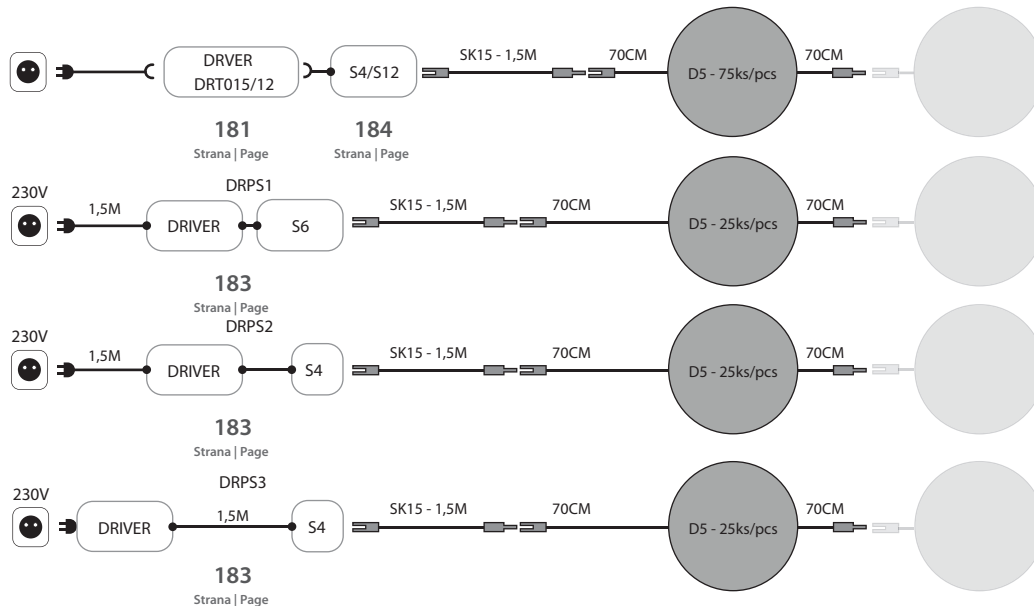 DRVER
DRT015/12
S4/S12
SK15 - 1,5M
70CM
D5 - 75ks/pcs
70CM
181
Strana | Page
184
Strana | Page
230V
1,5M
DRPS1
DRIVER
S6
SK15 - 1,5M
70CM
D5 - 25ks/pcs
70CM
183
Strana | Page
230V
1,5M
DRPS2
DRIVER
S4
SK15 - 1,5M
70CM
D5 - 25ks/pcs
70CM
183
Strana | Page
230V
DRPS3
DRIVER
1,5M
S4
SK15 - 1,5M
70CM
D5 - 25ks/pcs
70CM
183
Strana | Page